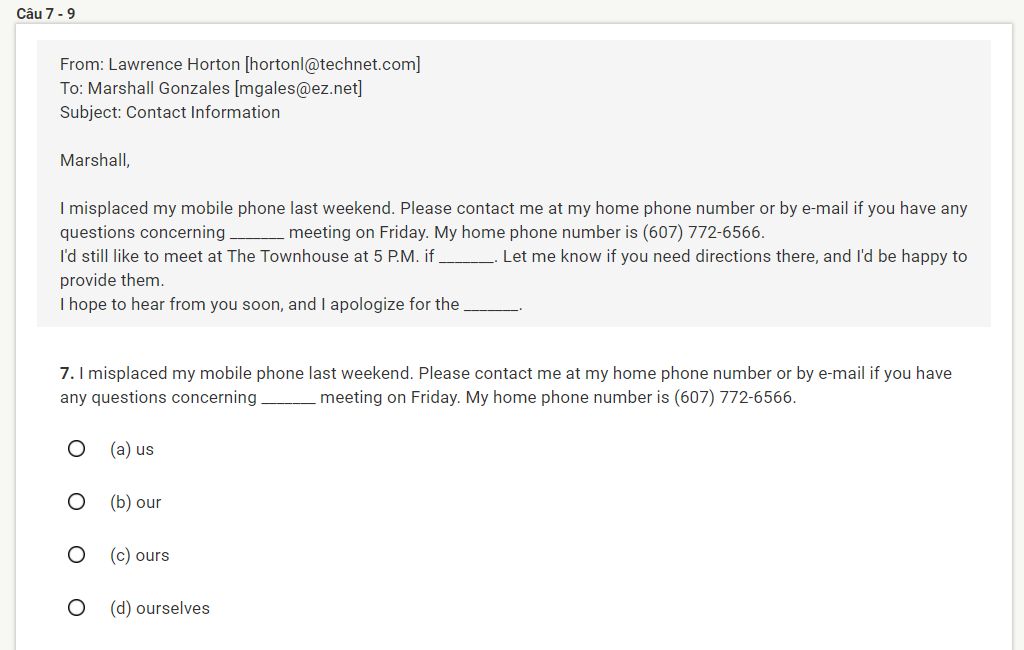 Câu 7 - 9
From: Lawrence Horton [hortonl@technet.com]
To: Marshall Gonzales [mgales@ez.net]
Subject: Contact Information
Marshall,
I misplaced my mobile phone last weekend. Please contact me at my home phone number or by e-mail if you have any
questions concerning _______ meeting on Friday. My home phone number is (607) 772-6566.
I'd still like to meet at The Townhouse at 5 P.M. if _______. Let me know if you need directions there, and I'd be happy to
provide them.
I hope to hear from you soon, and I apologize for the _______.
7. I misplaced my mobile phone last weekend. Please contact me at my home phone number or by e-mail if you have
any questions concerning _______ meeting on Friday. My home phone number is (607) 772-6566.
(a) us
(b) our
(c) ours
(d) ourselves